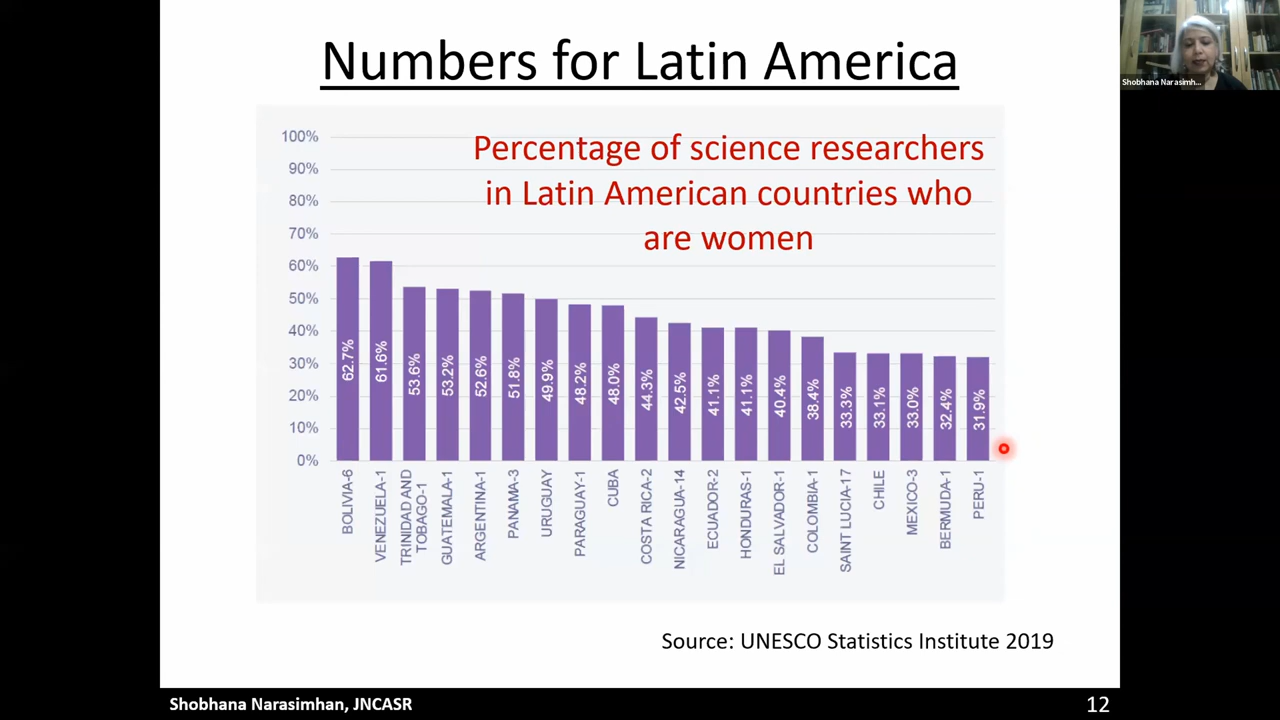 Numbers for Latin America
Shobhana Narasimh...
Percentage of science researchers
in Latin American countries who
are women
100%
90%
80%
70%
60%
50%
40%
30%
20%
10%
0%
62.7%
61.6%
53.6%
53.2%
52.6%
51.8%
49.9%
48.2%
48.0%
44.3%
42.5%
41.1%
41.1%
40.4%
38.4%
33.3%
33.1%
33.0%
32.4%
31.9%
BOLIVIA-6
VENEZUELA-1
TRINIDAD AND
TOBAGO-1
GUATEMALA-1
ARGENTINA-1
PANAMA-3
URUGUAY
PARAGUAY-1
CUBA
COSTA RICA-2
NICARAGUA-14
ECUADOR-2
HONDURAS-1
EL SALVADOR-1
COLOMBIA-1
SAINT LUCIA-17
CHILE
MEXICO-3
BERMUDA-1
PERU-1
Source: UNESCO Statistics Institute 2019
Shobhana Narasimhan, JNCASR
12